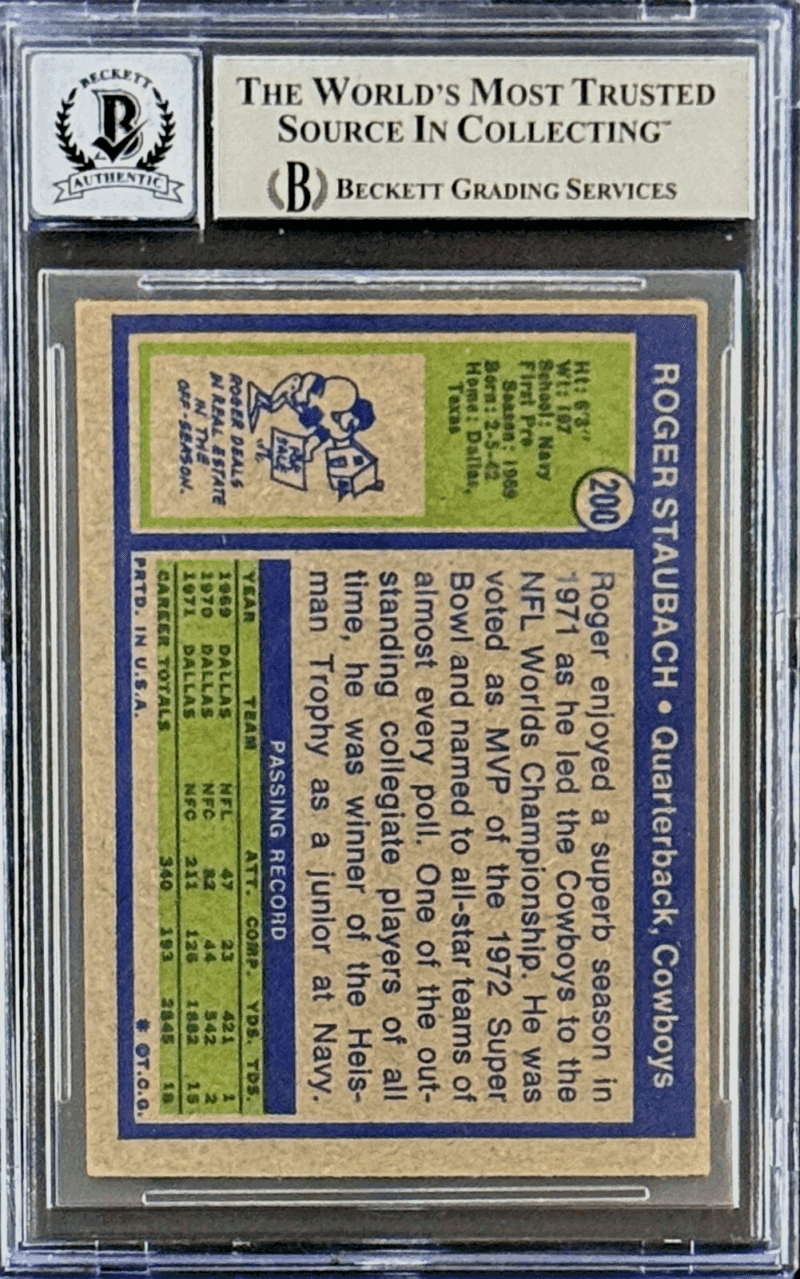 BECKETT
B
AUTHENTIC
THE WORLD'S MOST TRUSTED
SOURCE IN COLLECTING™
(B) BECKETT GRADING SERVICES
ROGER STAUBACH • Quarterback, Cowboys
200
Ht: 6'3"
Wt: 197
School: Navy
First Pro
Season: 1969
Born: 2-5-42
Home: Dallas,
Texas
FOR
SALE
ROGER DEALS
IN REAL ESTATE
IN THE
OFF-SEASON.
Roger enjoyed a superb season in
1971 as he led the Cowboys to the
NFL Worlds Championship. He was
voted as MVP of the 1972 Super
Bowl and named to all-star teams of
almost every poll. One of the out-
standing collegiate players of all
time, he was winner of the Heis-
man Trophy as a junior at Navy.
PASSING RECORD
YEAR TEAM ATT. COMP. YDS. TDS.
1969 DALLAS NFL 47 23 421 1
1970 DALLAS NFC 82 44 542 2
1971 DALLAS NFC 211 126 1882 15
CAREER TOTALS 340 193 2845 18
PRTD. IN U.S.A. * ©T.C.G.